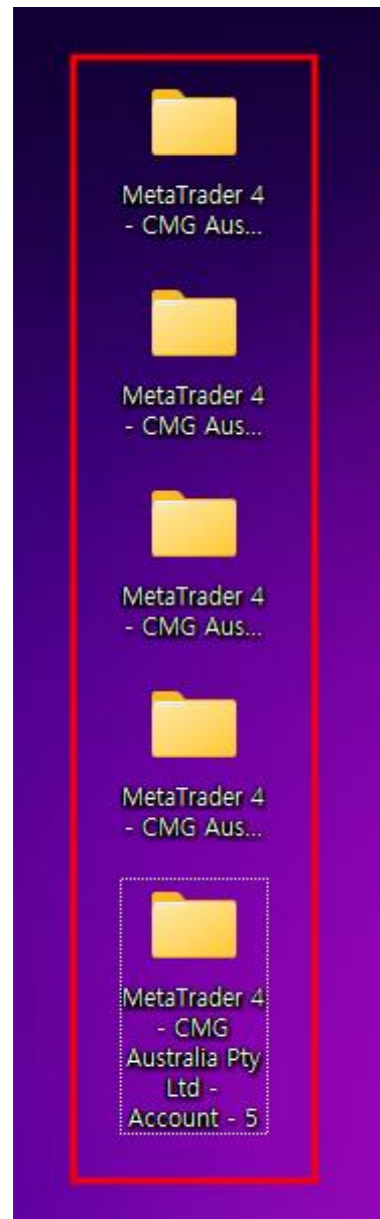 MetaTrader 4
- CMG Aus...
MetaTrader 4
- CMG Aus...
MetaTrader 4
- CMG Aus...
MetaTrader 4
- CMG Aus...
MetaTrader 4
- CMG
Australia Pty
Ltd -
Account - 5